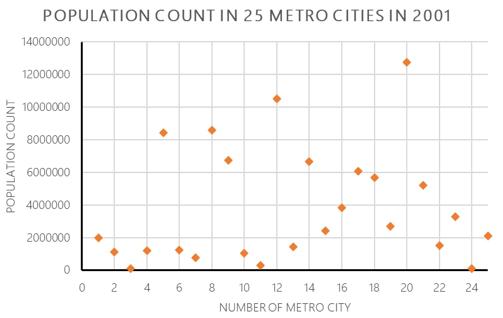 POPULATION COUNT IN 25 METRO CITIES IN 2001
14000000
12000000
10000000
8000000
6000000
4000000
2000000
0
POPULATION COUNT
0 2 4 6 8 10 12 14 16 18 20 22 24
NUMBER OF METRO CITY